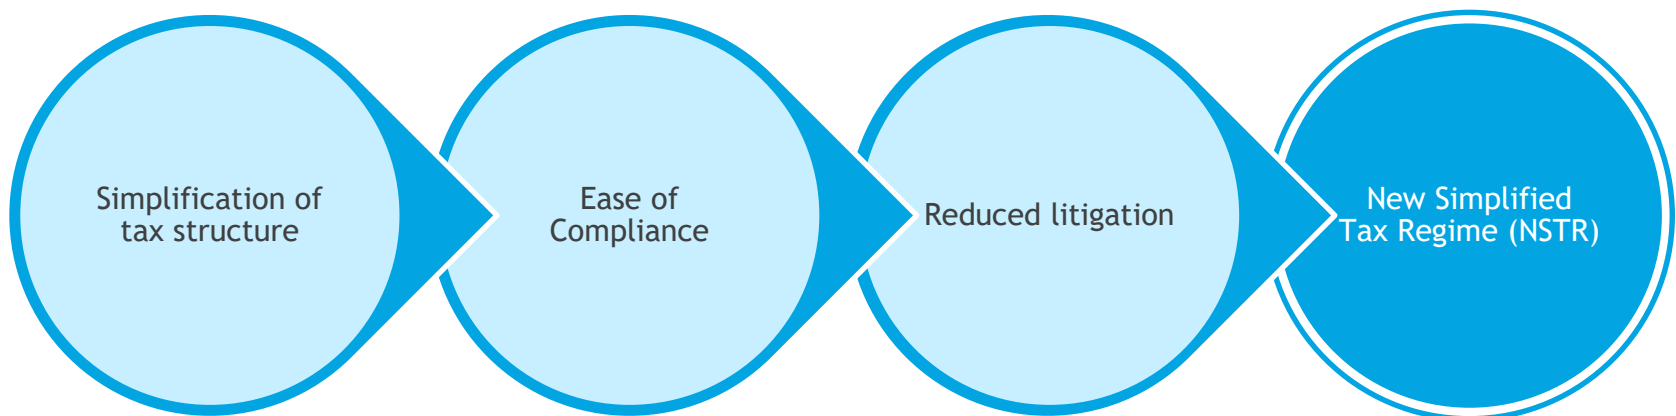 Simplification of
tax structure
Ease of
Compliance
Reduced litigation
New Simplified
Tax Regime (NSTR)